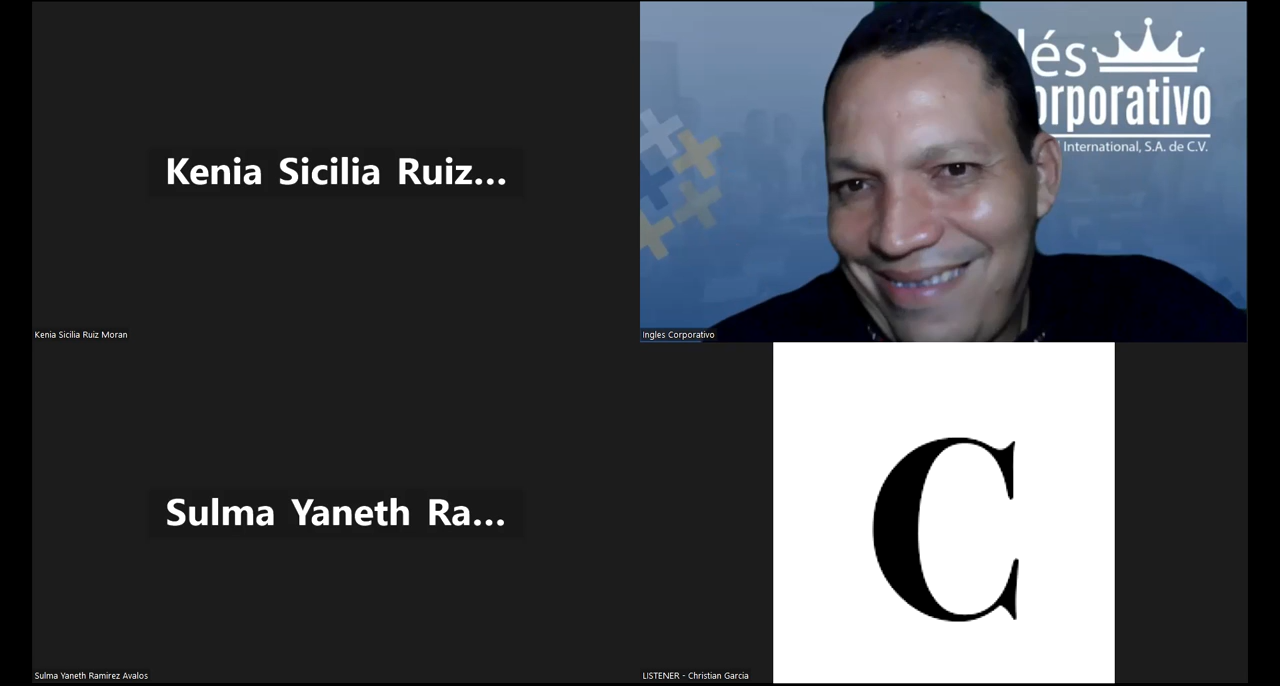 Kenia Sicilia Ruiz...
Kenia Sicilia Ruiz Moran
lés
orporativo
International, S.A. de C.V.
Ingles Corporativo
Sulma Yaneth Ra...
Sulma Yaneth Ramirez Avalos
C
LISTENER - Christian Garcia